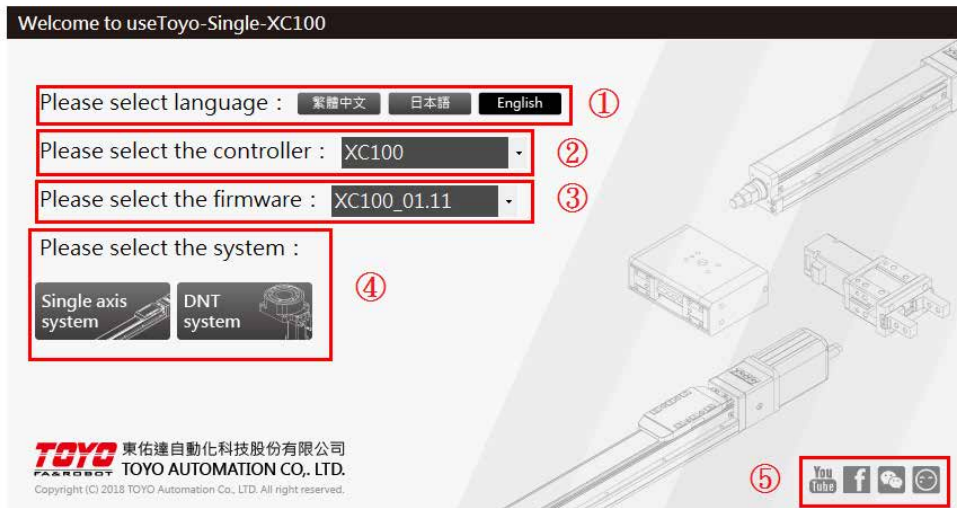 Welcome to useToyo-Single-XC100
Please select language： 繁體中文 日本語 English ①
Please select the controller： XC100 ②
Please select the firmware： XC100_01.11 ③
Please select the system：
④
Single axis system
DNT system
TOYO
FA&ROBOT
東佑達自動化科技股份有限公司
TOYO AUTOMATION CO,. LTD.
Copyright (C) 2018 TOYO Automation Co., LTD. All right reserved.
⑤ You Tube f